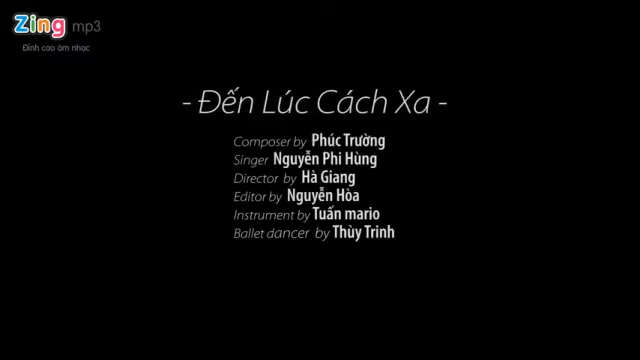 Zing mp3
Đỉnh cao âm nhạc
- Đến Lúc Cách Xa -
Composer by Phúc Trường
Singer Nguyễn Phi Hùng
Director by Hà Giang
Editor by Nguyễn Hòa
Instrument by Tuấn mario
Ballet dancer by Thùy Trinh